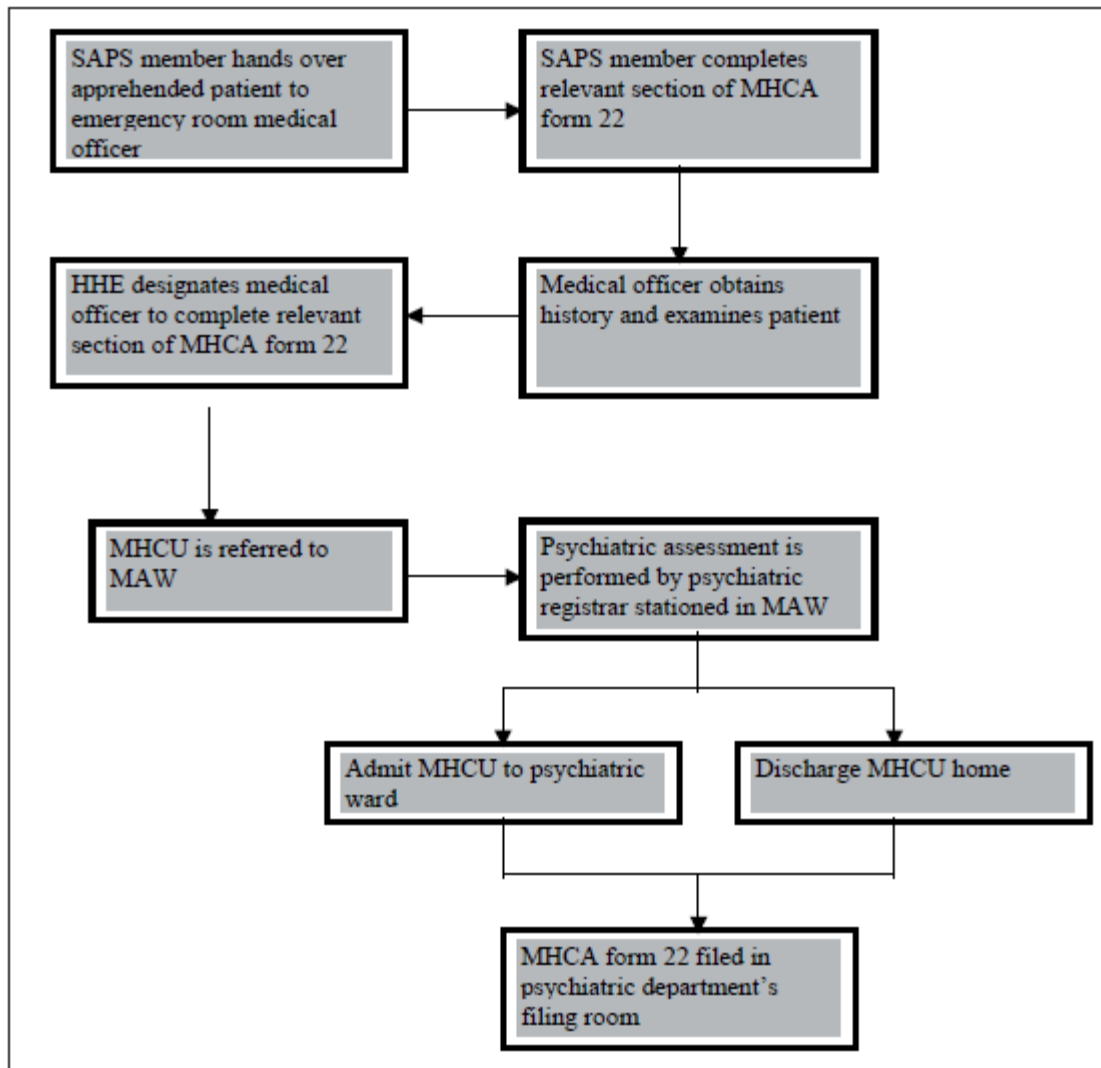 SAPS member hands over
apprehended patient to
emergency room medical
officer
SAPS member completes
relevant section of MHCA
form 22
Medical officer obtains
history and examines patient
HHE designates medical
officer to complete relevant
section of MHCA form 22
MHCU is referred to
MAW
Psychiatric assessment is
performed by psychiatric
registrar stationed in MAW
Admit MHCU to psychiatric
ward
Discharge MHCU home
MHCA form 22 filed in
psychiatric department’s
filing room